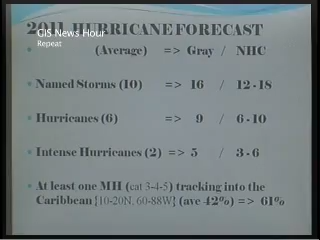 2011 HURRICANE FORECAST
CiS News Hour
Repeat
(Average) => Gray / NHC
Named Storms (10) => 16 / 12 - 18
Hurricanes (6) => 9 / 6 - 10
Intense Hurricanes (2) => 5 / 3 - 6
At least one MH (cat 3-4-5) tracking into the
Caribbean {10-20N, 60-88W} (ave 42%) => 61%